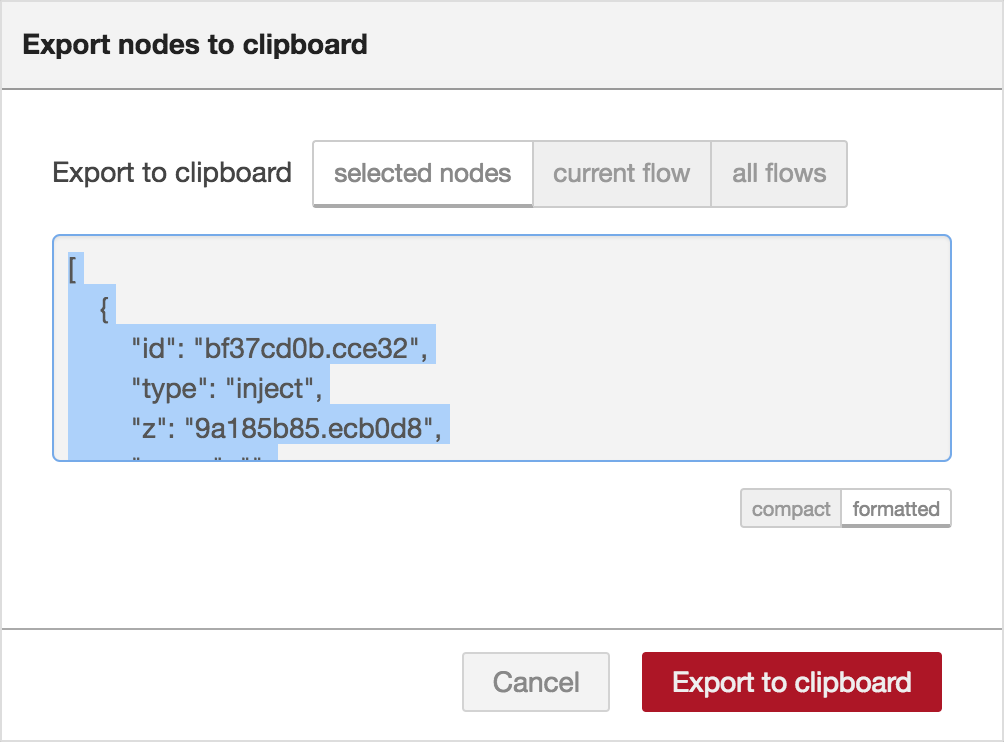 Export nodes to clipboard
Export to clipboard selected nodes current flow all flows
[
{
"id": "bf37cd0b.cce32",
"type": "inject",
"z": "9a185b85.ecb0d8",
compact formatted
Cancel Export to clipboard